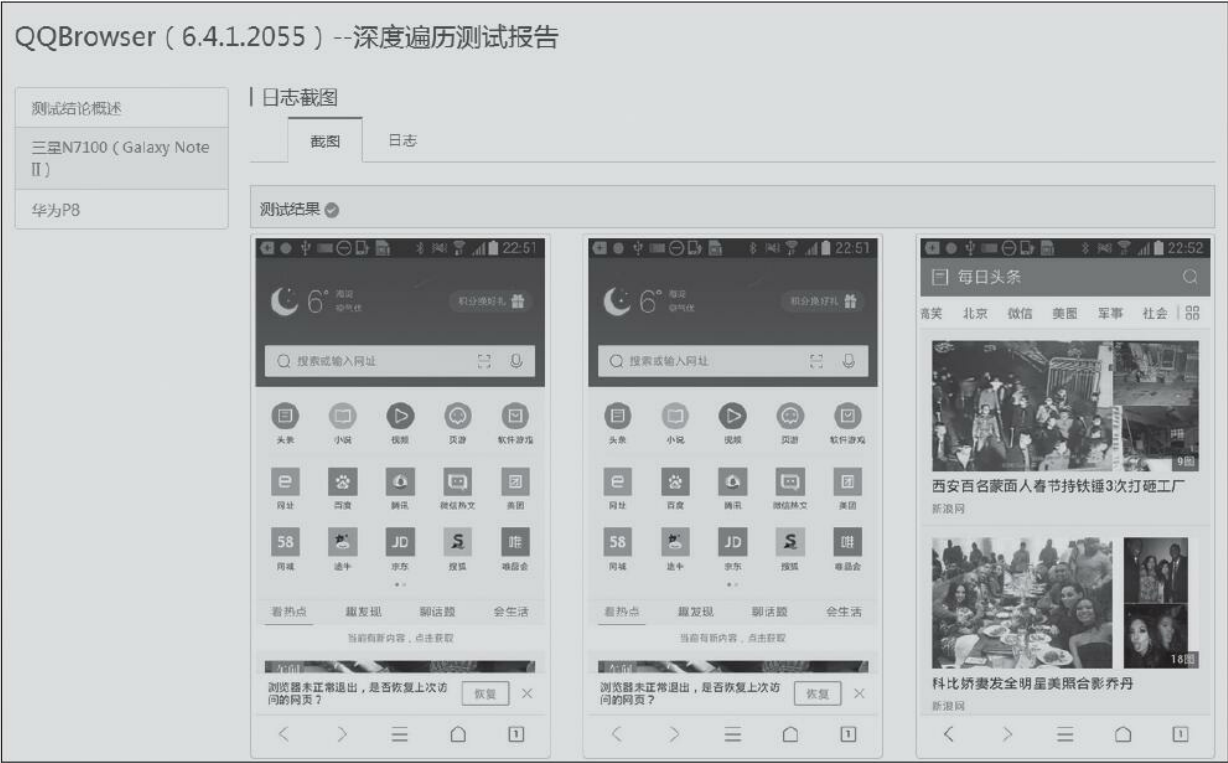 QQBrowser（6.4.1.2055）--深度遍历测试报告
测试结论概述
三星N7100（Galaxy Note
II）
华为P8
日志截图
截图
日志
测试结果
22:51
6°
积分换好礼
搜索或输入网址
头条 小说 视频 页游 软件游戏
网址 百度 腾讯 微信热文 美团
58 JD
同城 途牛 京东 搜狐 唯品会
看热点 趣发现 聊话题 会生活
当前有新内容，点击获取
浏览器未正常退出，是否恢复上次访
问的网页？
恢复
1
22:51
6°
积分换好礼
搜索或输入网址
头条 小说 视频 页游 软件游戏
网址 百度 腾讯 微信热文 美团
58 JD
同城 途牛 京东 搜狐 唯品会
看热点 趣发现 聊话题 会生活
当前有新内容，点击获取
浏览器未正常退出，是否恢复上次访
问的网页？
恢复
1
22:52
每日头条
搞笑 北京 微信 美图 军事 社会
9图
西安百名蒙面人春节持铁锤3次打砸工厂
新浪网
18图
科比娇妻发全明星美照合影乔丹
新浪网
1